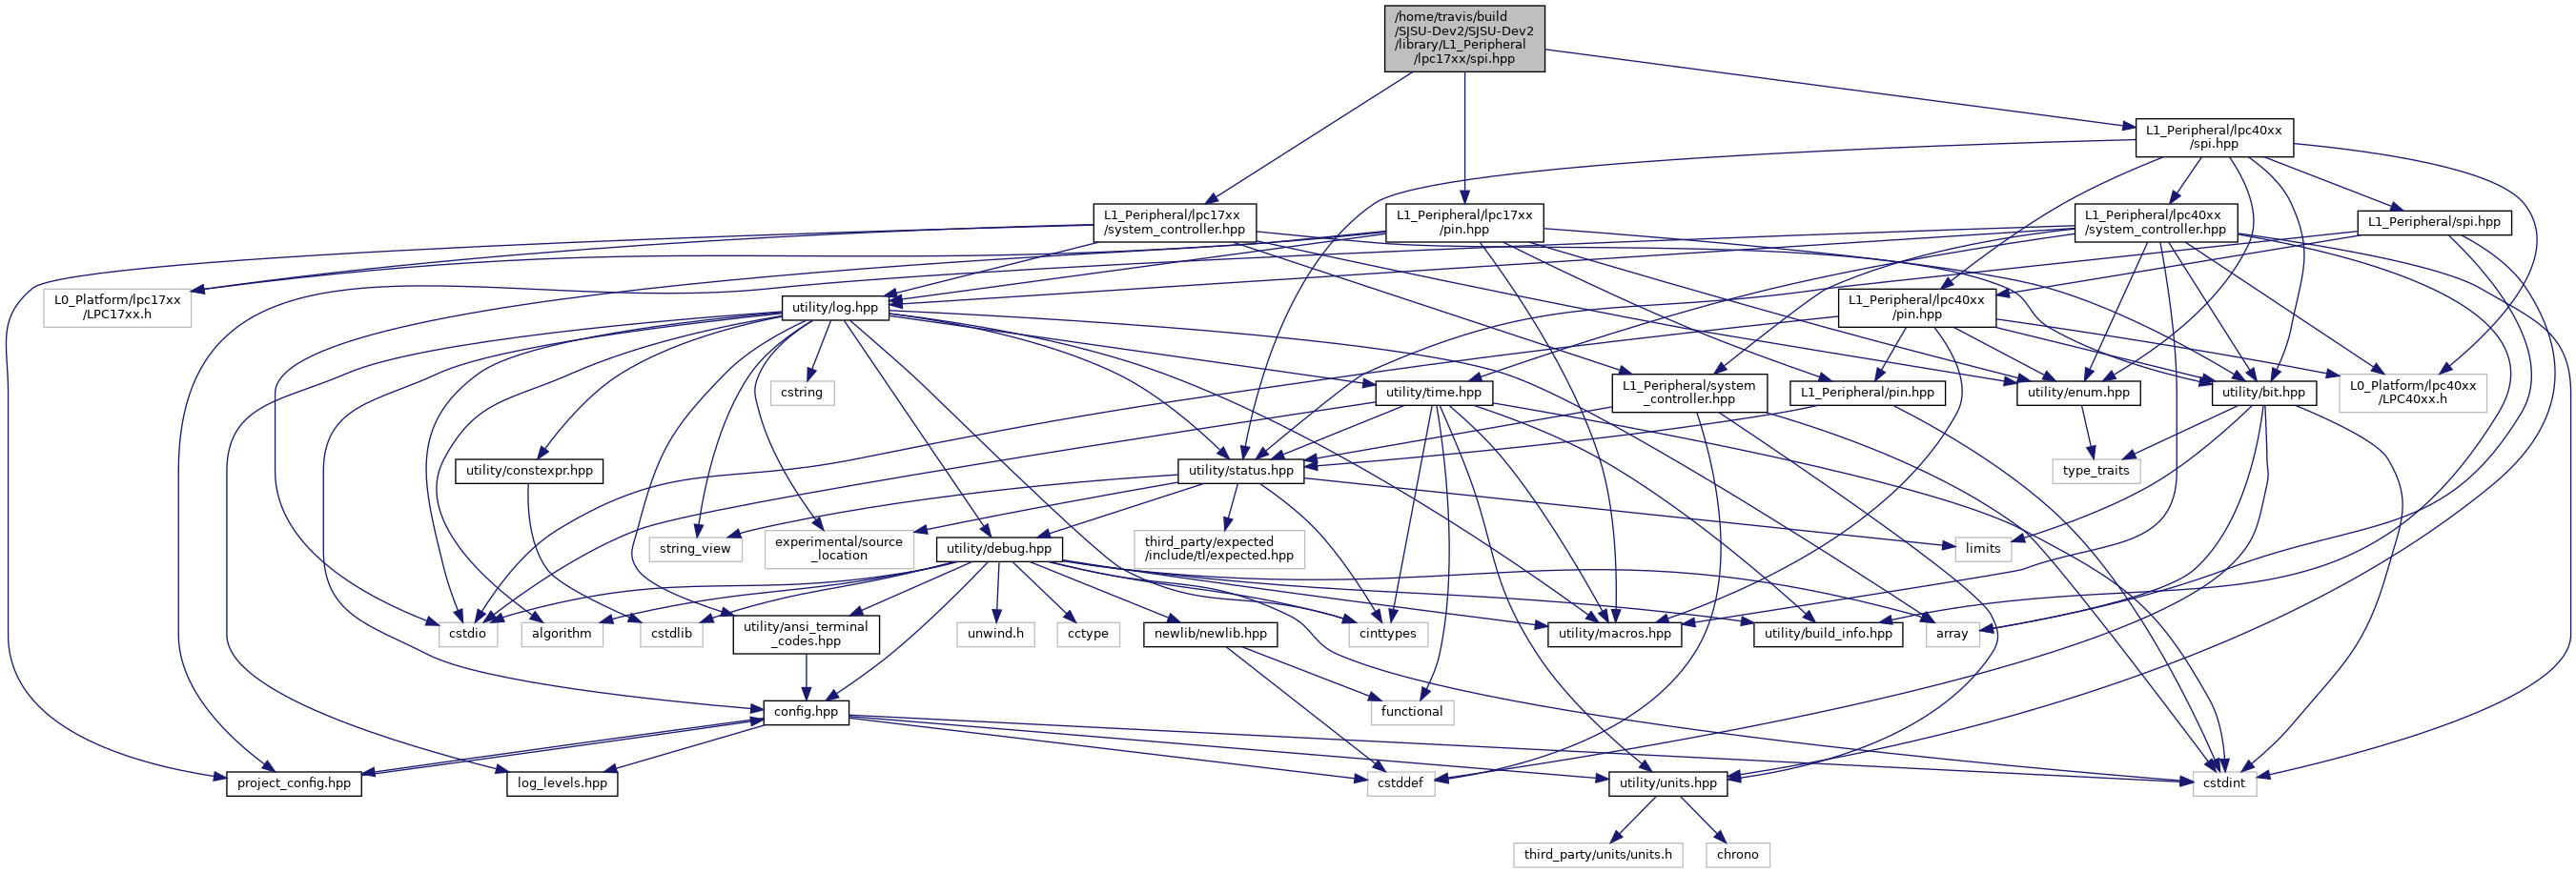 /home/travis/build
/SJSU-Dev2/SJSU-Dev2
/library/L1_Peripheral
/lpc17xx/spi.hpp
L1_Peripheral/lpc40xx
/spi.hpp
L1_Peripheral/lpc17xx
/system_controller.hpp
L1_Peripheral/lpc17xx
/pin.hpp
L1_Peripheral/lpc40xx
/system_controller.hpp
L1_Peripheral/spi.hpp
L0_Platform/lpc17xx
/LPC17xx.h
utility/log.hpp
L1_Peripheral/lpc40xx
/pin.hpp
cstring
utility/time.hpp
L1_Peripheral/system
_controller.hpp
L1_Peripheral/pin.hpp
utility/enum.hpp
utility/bit.hpp
L0_Platform/lpc40xx
/LPC40xx.h
utility/constexpr.hpp
utility/status.hpp
type_traits
string_view
experimental/source
_location
utility/debug.hpp
third_party/expected
/include/tl/expected.hpp
limits
cstdio
algorithm
cstdlib
utility/ansi_terminal
_codes.hpp
unwind.h
cctype
newlib/newlib.hpp
cinttypes
utility/macros.hpp
utility/build_info.hpp
array
config.hpp
functional
project_config.hpp
log_levels.hpp
cstddef
utility/units.hpp
cstdint
third_party/units/units.h
chrono